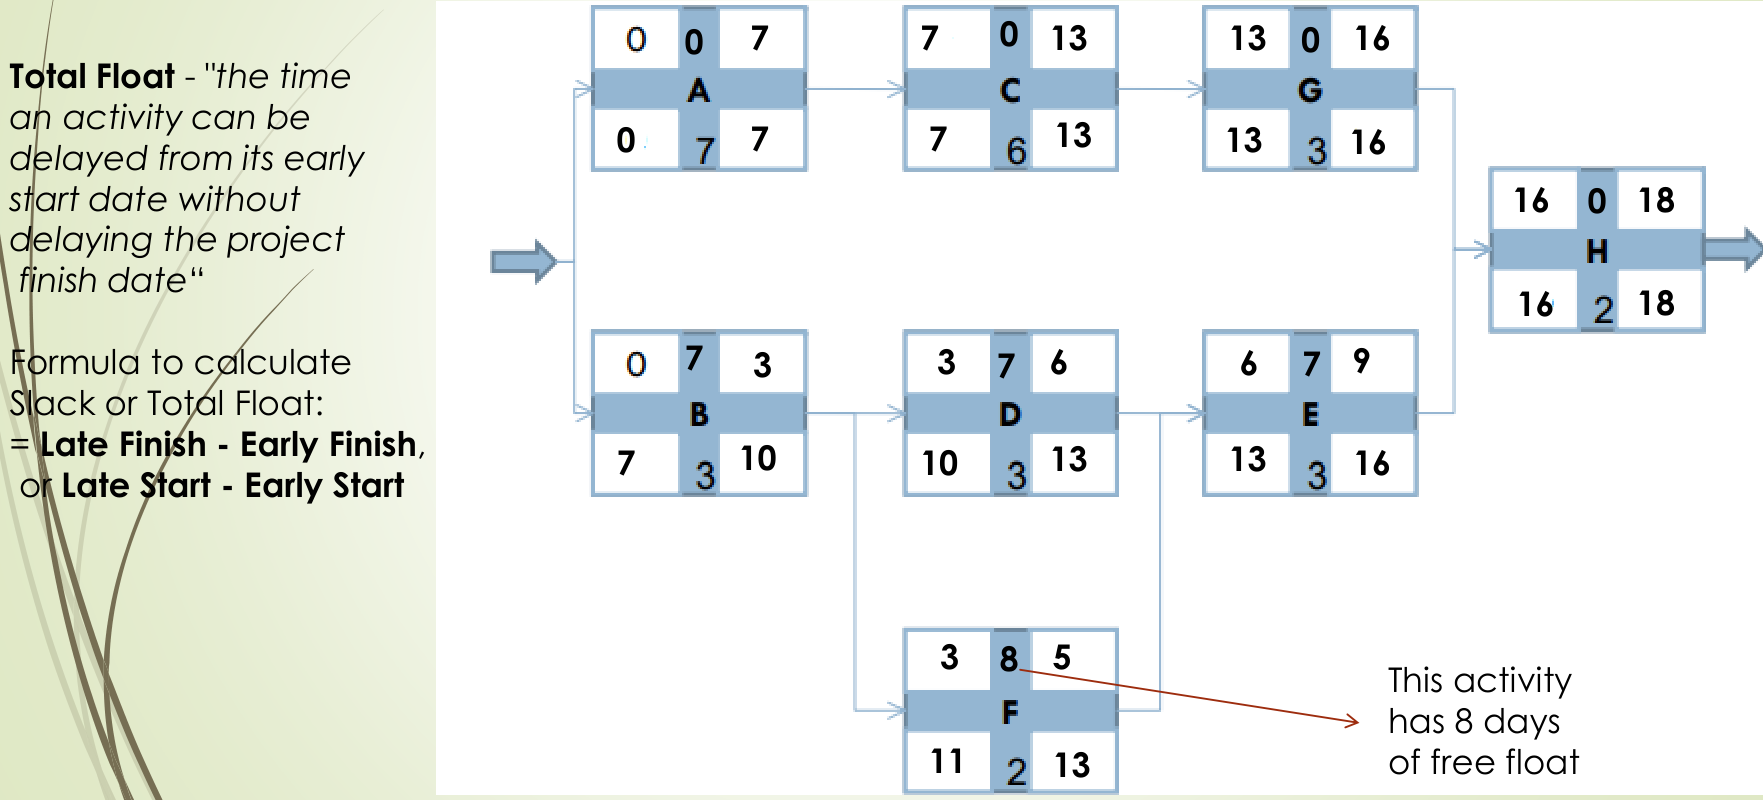 Total Float - "the time
an activity can be
delayed from its early
start date without
delaying the project
finish date“
Formula to calculate
Slack or Total Float:
= Late Finish - Early Finish,
or Late Start - Early Start
0 0 7
A
0 7 7
7 0 13
C
7 6 13
13 0 16
G
13 3 16
16 0 18
H
16 2 18
0 7 3
B
7 3 10
3 7 6
D
10 3 13
6 7 9
E
13 3 16
3 8 5
F
11 2 13
This activity
has 8 days
of free float